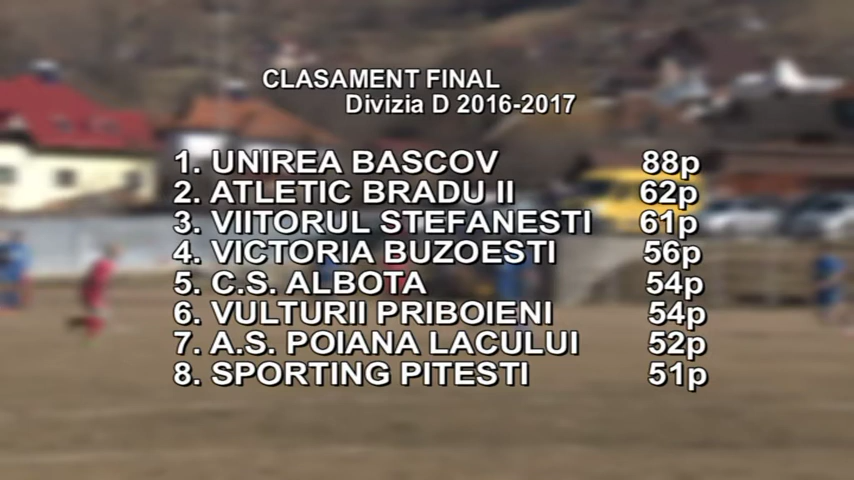 CLASAMENT FINAL
Divizia D 2016-2017
1. UNIREA BASCOV 88p
2. ATLETIC BRADU II 62p
3. VIITORUL STEFANESTI 61p
4. VICTORIA BUZOESTI 56p
5. C.S. ALBOTA 54p
6. VULTURII PRIBOIENI 54p
7. A.S. POIANA LACULUI 52p
8. SPORTING PITESTI 51p